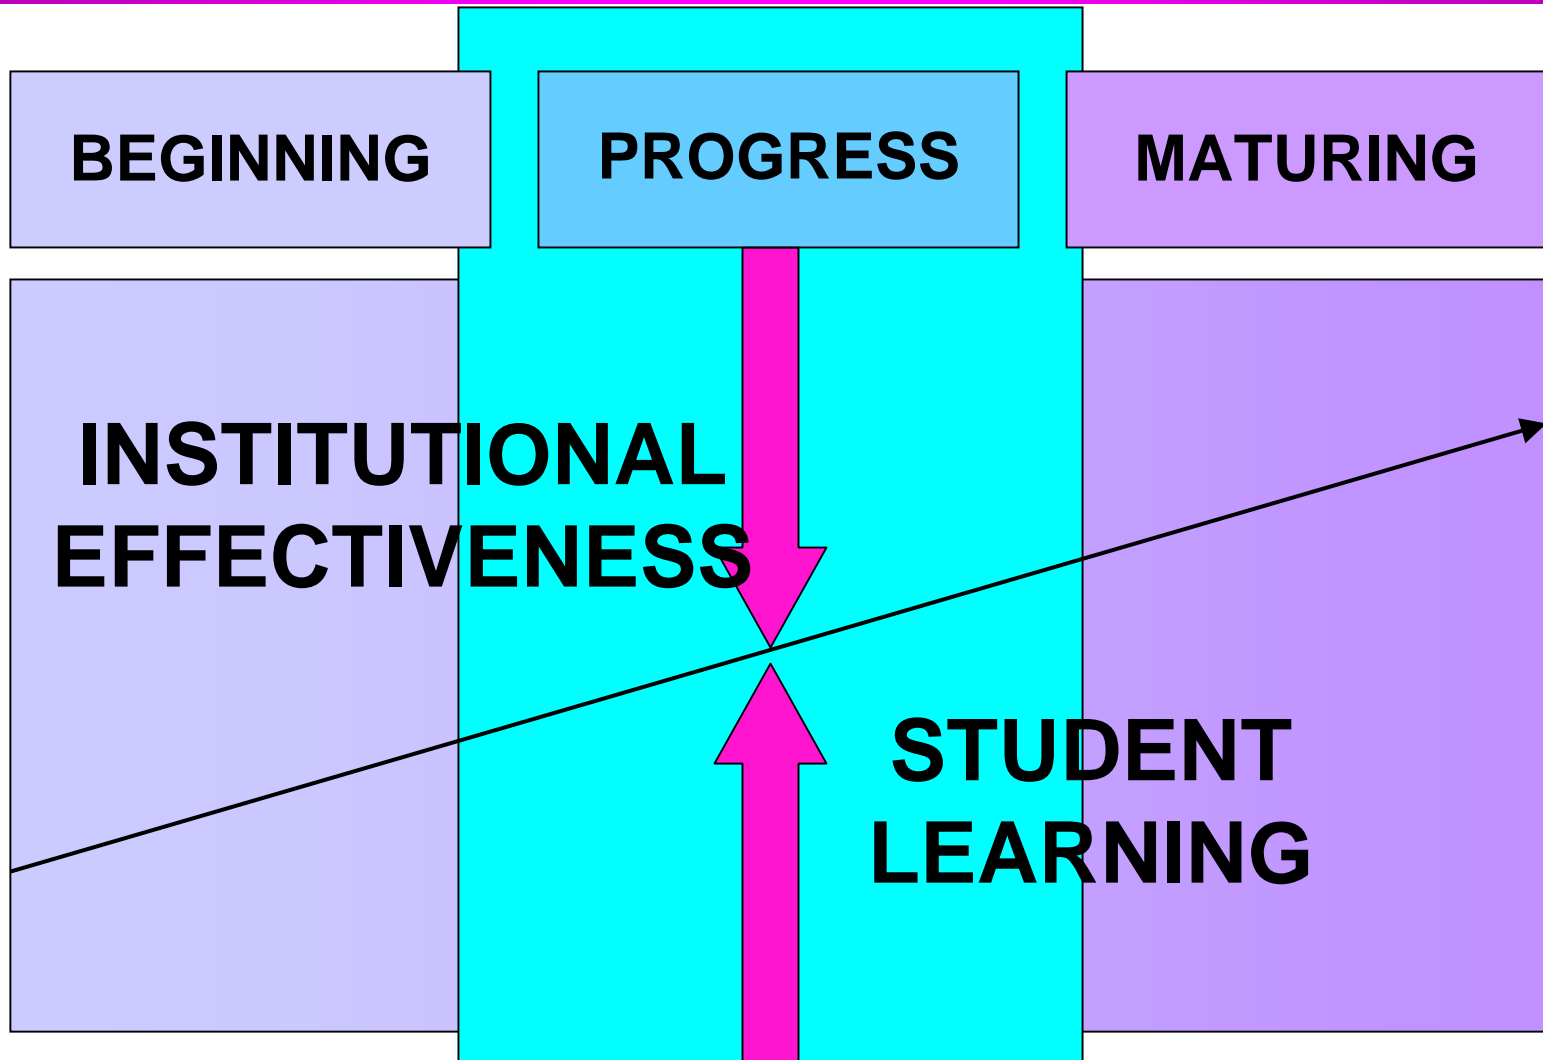 BEGINNING
PROGRESS
MATURING
INSTITUTIONAL
EFFECTIVENESS
STUDENT
LEARNING